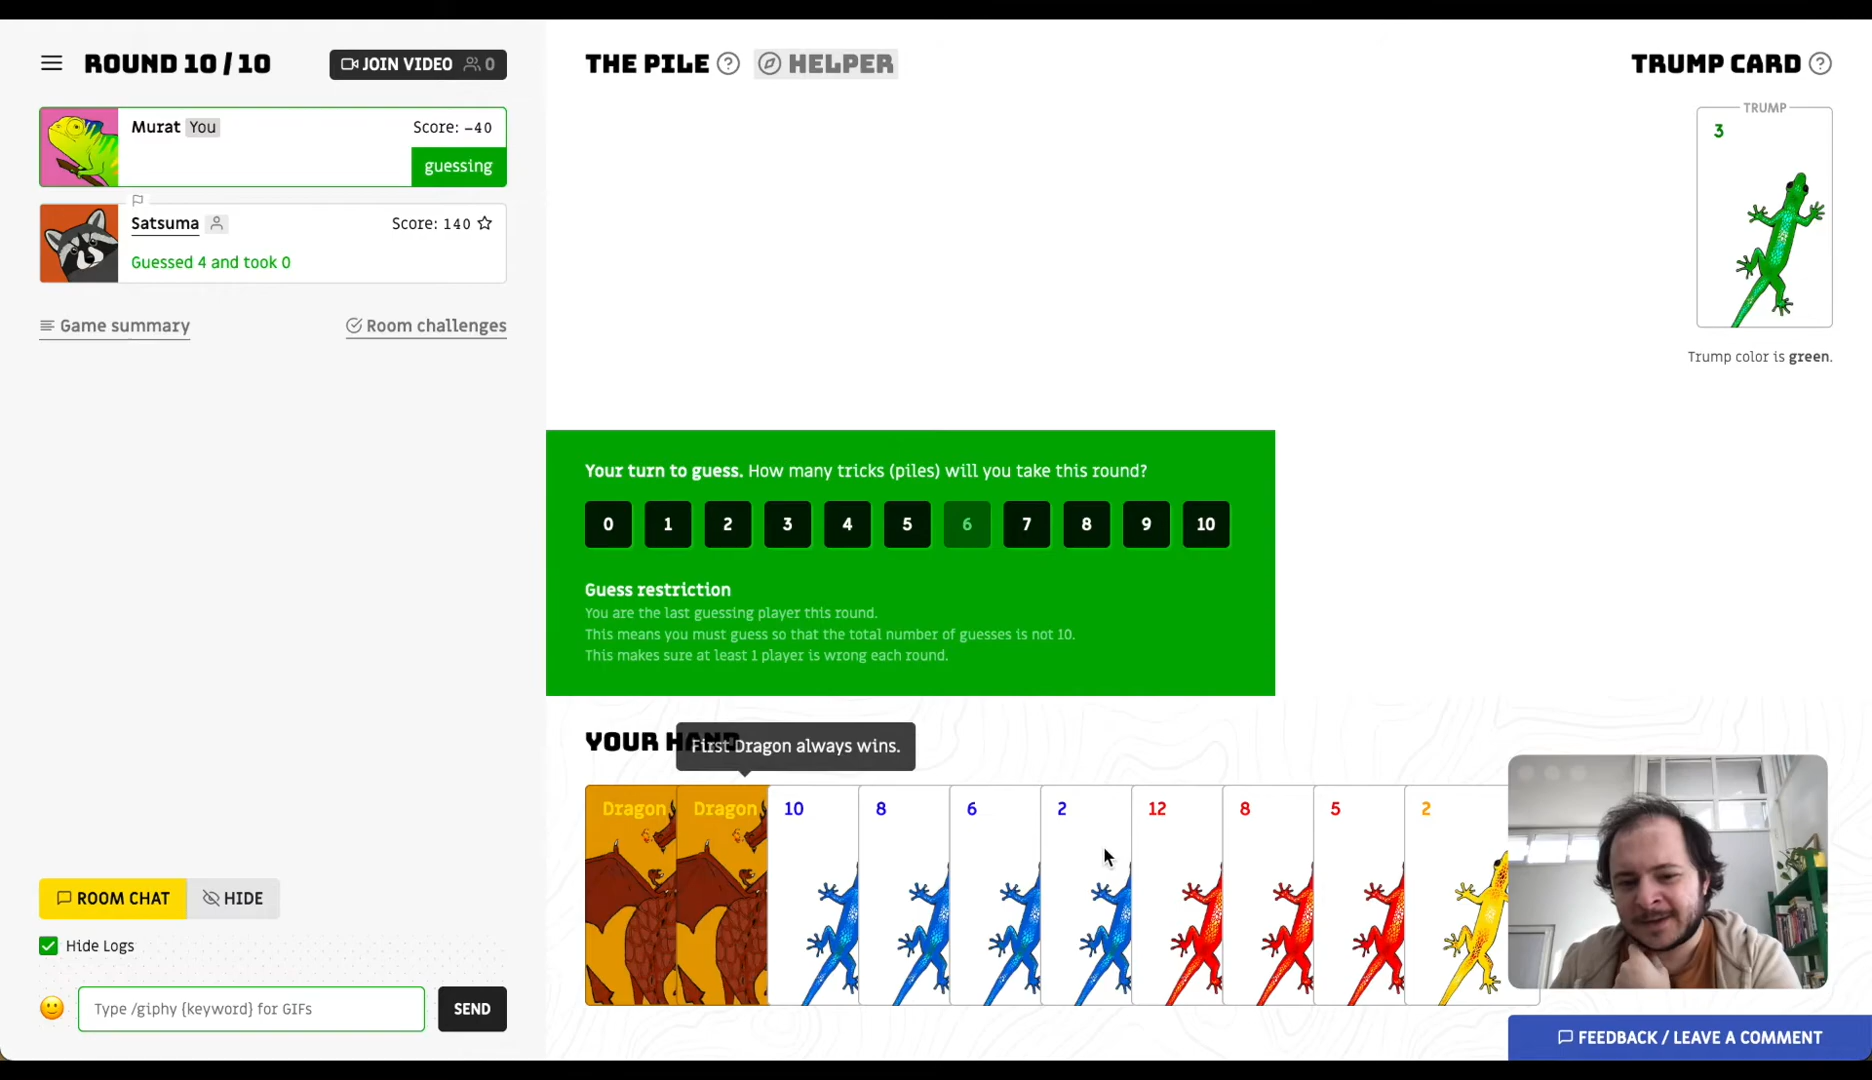 ROUND 10 / 10
JOIN VIDEO 0
Murat You
Score: -40
guessing
Satsuma
Score: 140
Guessed 4 and took 0
Game summary
Room challenges
ROOM CHAT
HIDE
Hide Logs
Type /giphy {keyword} for GIFs
SEND
THE PILE ?
HELPER
TRUMP CARD ?
TRUMP
3
Trump color is green.
Your turn to guess. How many tricks (piles) will you take this round?
0 1 2 3 4 5 6 7 8 9 10
Guess restriction
You are the last guessing player this round.
This means you must guess so that the total number of guesses is not 10.
This makes sure at least 1 player is wrong each round.
YOUR HAND
First Dragon always wins.
Dragon Dragon 10 8 6 2 12 8 5 2
FEEDBACK / LEAVE A COMMENT